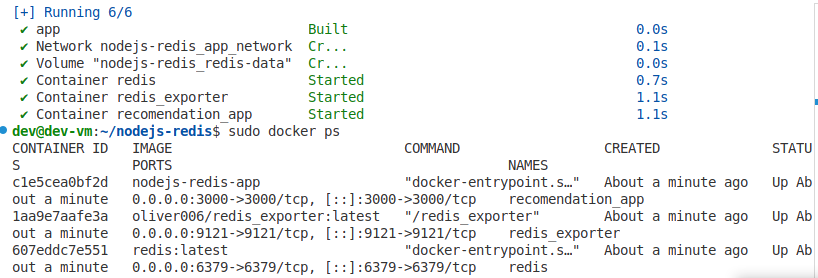 [+] Running 6/6
✔ app Built 0.0s
✔ Network nodejs-redis_app_network Cr... 0.1s
✔ Volume "nodejs-redis_redis-data" Cr... 0.0s
✔ Container redis Started 0.7s
✔ Container redis_exporter Started 1.1s
✔ Container recomendation_app Started 1.1s
dev@dev-vm:~/nodejs-redis$ sudo docker ps
CONTAINER ID IMAGE COMMAND CREATED STATU
S PORTS NAMES
c1e5cea0bf2d nodejs-redis-app "docker-entrypoint.s…" About a minute ago Up Ab
out a minute 0.0.0.0:3000->3000/tcp, [::]:3000->3000/tcp recomendation_app
1aa9e7aafe3a oliver006/redis_exporter:latest "/redis_exporter" About a minute ago Up Ab
out a minute 0.0.0.0:9121->9121/tcp, [::]:9121->9121/tcp redis_exporter
607eddc7e551 redis:latest "docker-entrypoint.s…" About a minute ago Up Ab
out a minute 0.0.0.0:6379->6379/tcp, [::]:6379->6379/tcp redis